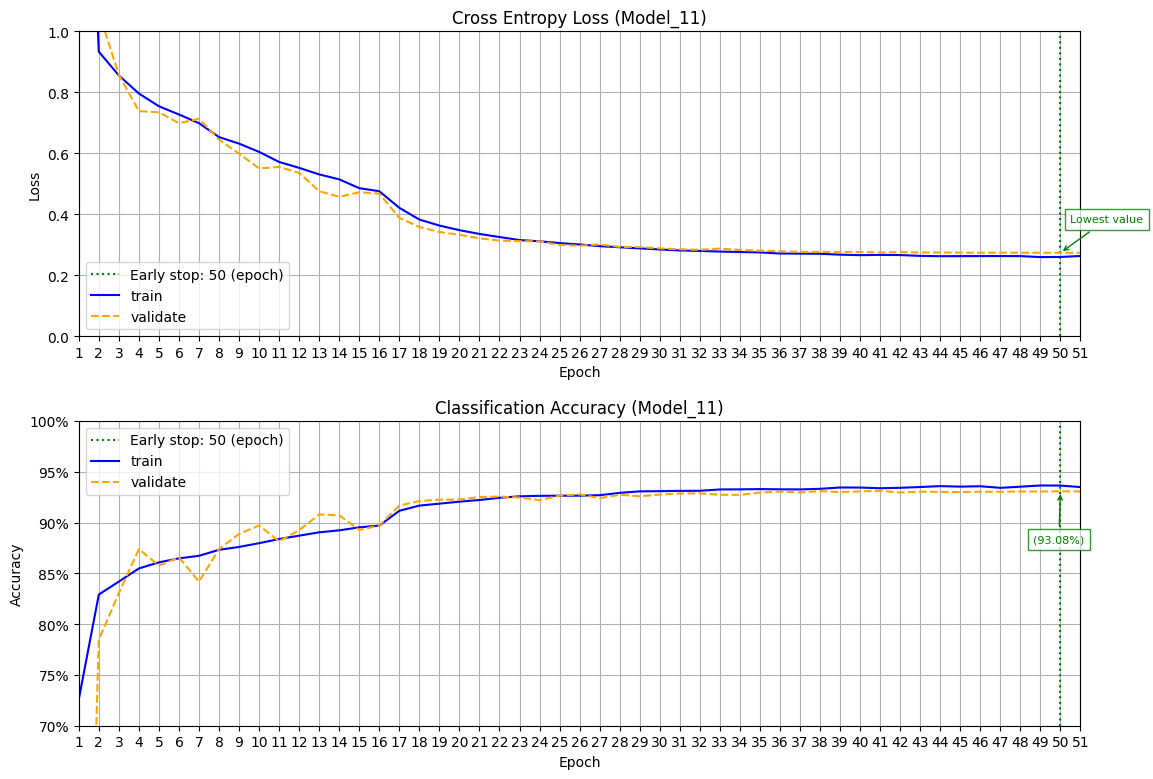 Cross Entropy Loss (Model_11)
1.0
0.8
0.6
0.4
0.2
0.0
Loss
Lowest value
Early stop: 50 (epoch)
train
validate
1 2 3 4 5 6 7 8 9 10 11 12 13 14 15 16 17 18 19 20 21 22 23 24 25 26 27 28 29 30 31 32 33 34 35 36 37 38 39 40 41 42 43 44 45 46 47 48 49 50 51
Epoch
Classification Accuracy (Model_11)
100%
95%
90%
85%
80%
75%
70%
Accuracy
Early stop: 50 (epoch)
train
validate
(93.08%)
1 2 3 4 5 6 7 8 9 10 11 12 13 14 15 16 17 18 19 20 21 22 23 24 25 26 27 28 29 30 31 32 33 34 35 36 37 38 39 40 41 42 43 44 45 46 47 48 49 50 51
Epoch